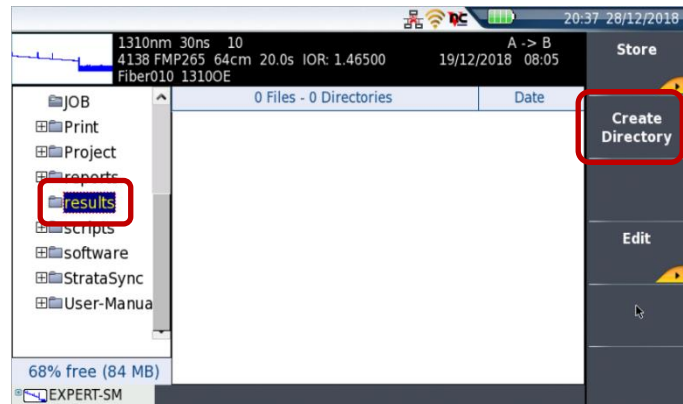 20:37 28/12/2018
1310nm 30ns 10 A -> B
4138 FMP265 64cm 20.0s IOR: 1.46500 19/12/2018 08:05
Fiber010 1310OE
JOB
Print
Project
reports
results
scripts
software
StrataSync
User-Manua
68% free (84 MB)
EXPERT-SM
0 Files - 0 Directories
Date
Store
Create
Directory
Edit